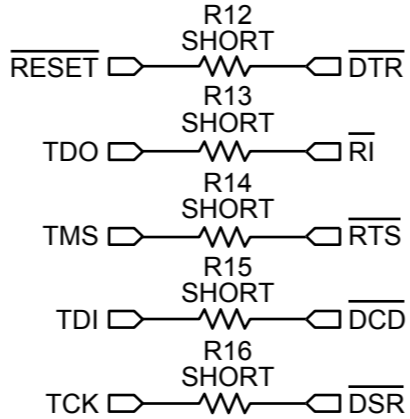 R12
SHORT
RESET DTR
R13
SHORT
TDO RI
R14
SHORT
TMS RTS
R15
SHORT
TDI DCD
R16
SHORT
TCK DSR